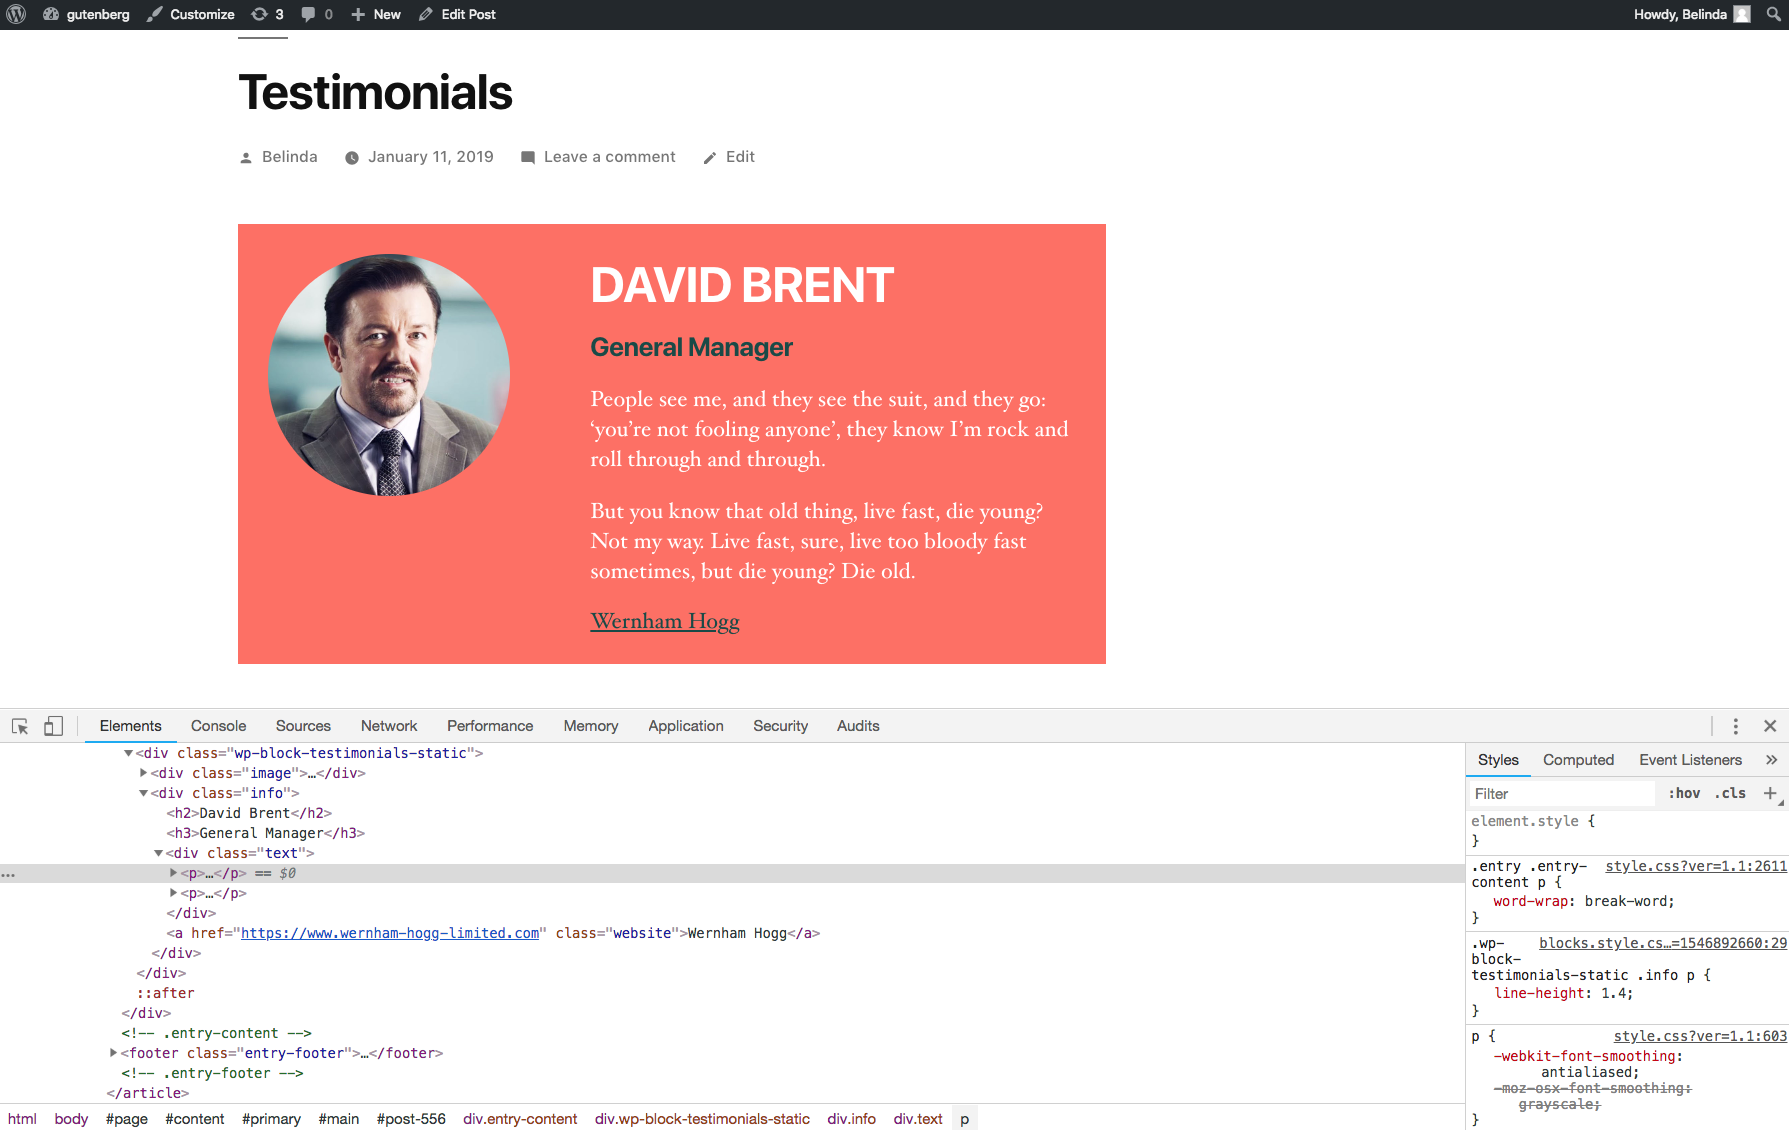 gutenberg Customize 3 0 New Edit Post Howdy, Belinda
Testimonials
Belinda January 11, 2019 Leave a comment Edit
DAVID BRENT
General Manager
People see me, and they see the suit, and they go:
‘you’re not fooling anyone’, they know I’m rock and
roll through and through.
But you know that old thing, live fast, die young?
Not my way. Live fast, sure, live too bloody fast
sometimes, but die young? Die old.
Wernham Hogg
Elements Console Sources Network Performance Memory Application Security Audits
<div class="wp-block-testimonials-static">
<div class="image">…</div>
<div class="info">
<h2>David Brent</h2>
<h3>General Manager</h3>
<div class="text">
<p>…</p> == $0
<p>…</p>
</div>
<a href="https://www.wernham-hogg-limited.com" class="website">Wernham Hogg</a>
</div>
</div>
::after
</div>
<!-- .entry-content -->
<footer class="entry-footer">…</footer>
<!-- .entry-footer -->
</article>
html body #page #content #primary #main #post-556 div.entry-content div.wp-block-testimonials-static div.info div.text p
Styles Computed Event Listeners »
Filter :hov .cls +
element.style {
}
.entry .entry- style.css?ver=1.1:2611
content p {
word-wrap: break-word;
}
.wp- blocks.style.cs…=1546892660:29
block-
testimonials-static .info p {
line-height: 1.4;
}
p { style.css?ver=1.1:603
-webkit-font-smoothing:
antialiased;
-moz-osx-font-smoothing:
grayscale;
}